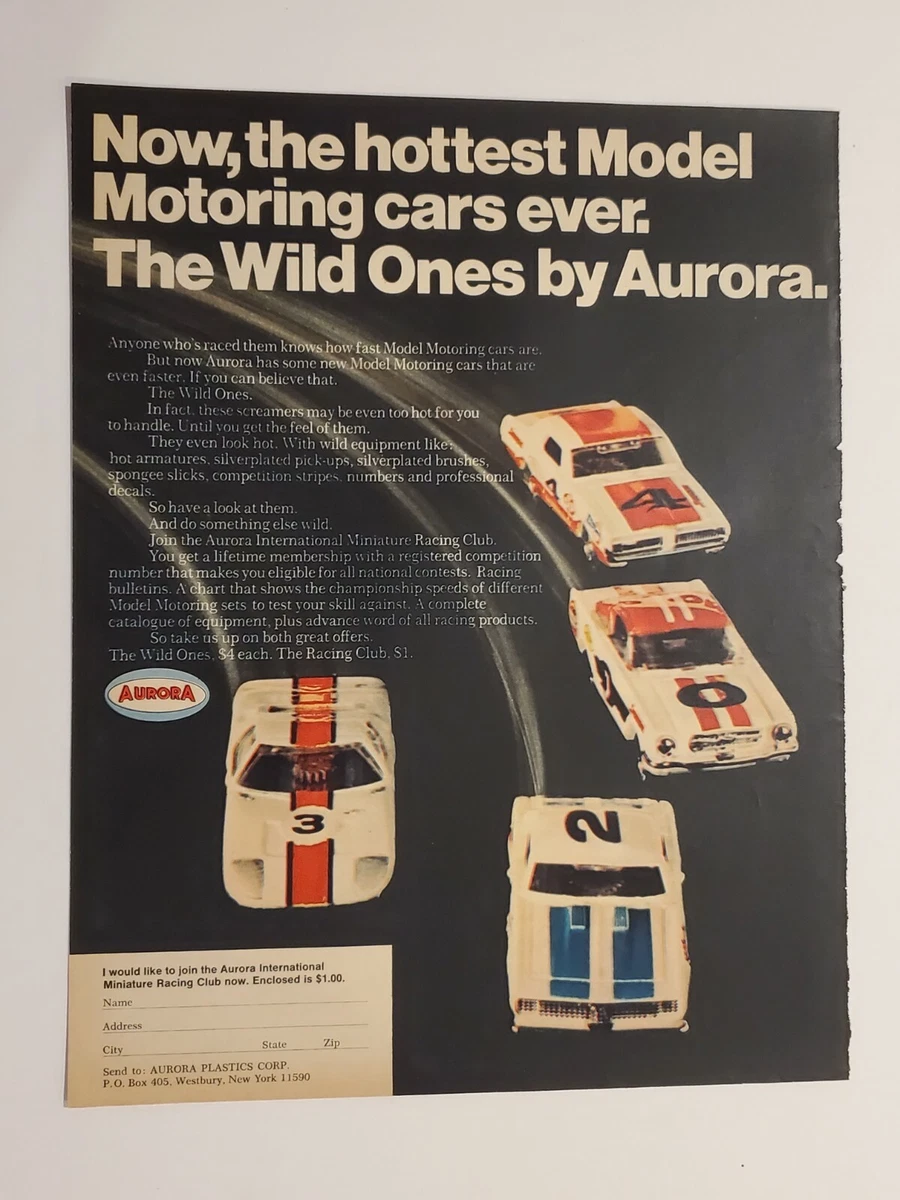 Now, the hottest Model
Motoring cars ever.
The Wild Ones by Aurora.
Anyone who's raced them knows how fast Model Motoring cars are.
But now Aurora has some new Model Motoring cars that are
even faster. If you can believe that.
The Wild Ones.
In fact, these screamers may be even too hot for you
to handle. Until you get the feel of them.
They even look hot. With wild equipment like:
hot armatures, silverplated pick-ups, silverplated brushes,
spongee slicks, competition stripes, numbers and professional
decals.
So have a look at them.
And do something else wild.
Join the Aurora International Miniature Racing Club.
You get a lifetime membership with a registered competition
number that makes you eligible for all national contests. Racing
bulletins. A chart that shows the championship speeds of different
Model Motoring sets to test your skill against. A complete
catalogue of equipment, plus advance word of all racing products.
So take us up on both great offers.
The Wild Ones, $4 each. The Racing Club, $1.
AURORA
4
0
3
2
I would like to join the Aurora International
Miniature Racing Club now. Enclosed is $1.00.
Name
Address
City State Zip
Send to: AURORA PLASTICS CORP.
P.O. Box 405, Westbury, New York 11590